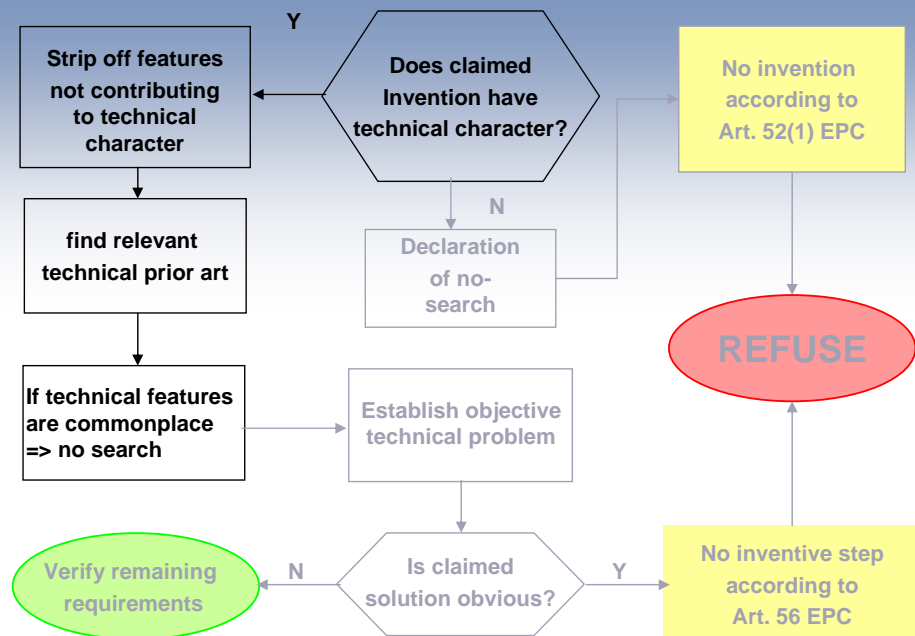 Y
Strip off features
not contributing
to technical
character
Does claimed
Invention have
technical character?
No invention
according to
Art. 52(1) EPC
N
find relevant
technical prior art
Declaration
of no-
search
REFUSE
If technical features
are commonplace
=> no search
Establish objective
technical problem
Verify remaining
requirements
N
Is claimed
solution obvious?
Y
No inventive step
according to
Art. 56 EPC